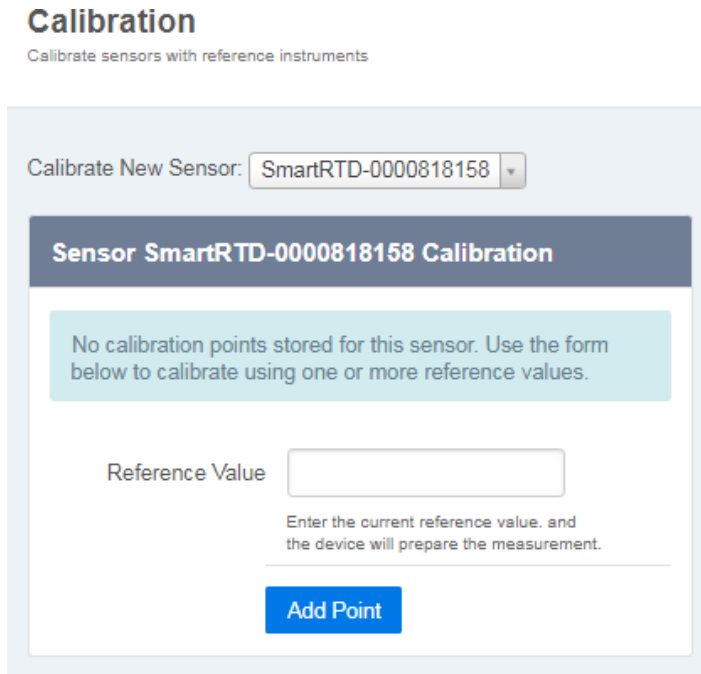 Calibration
Calibrate sensors with reference instruments
Calibrate New Sensor: SmartRTD-0000818158
Sensor SmartRTD-0000818158 Calibration
No calibration points stored for this sensor. Use the form
below to calibrate using one or more reference values.
Reference Value
Enter the current reference value. and
the device will prepare the measurement.
Add Point